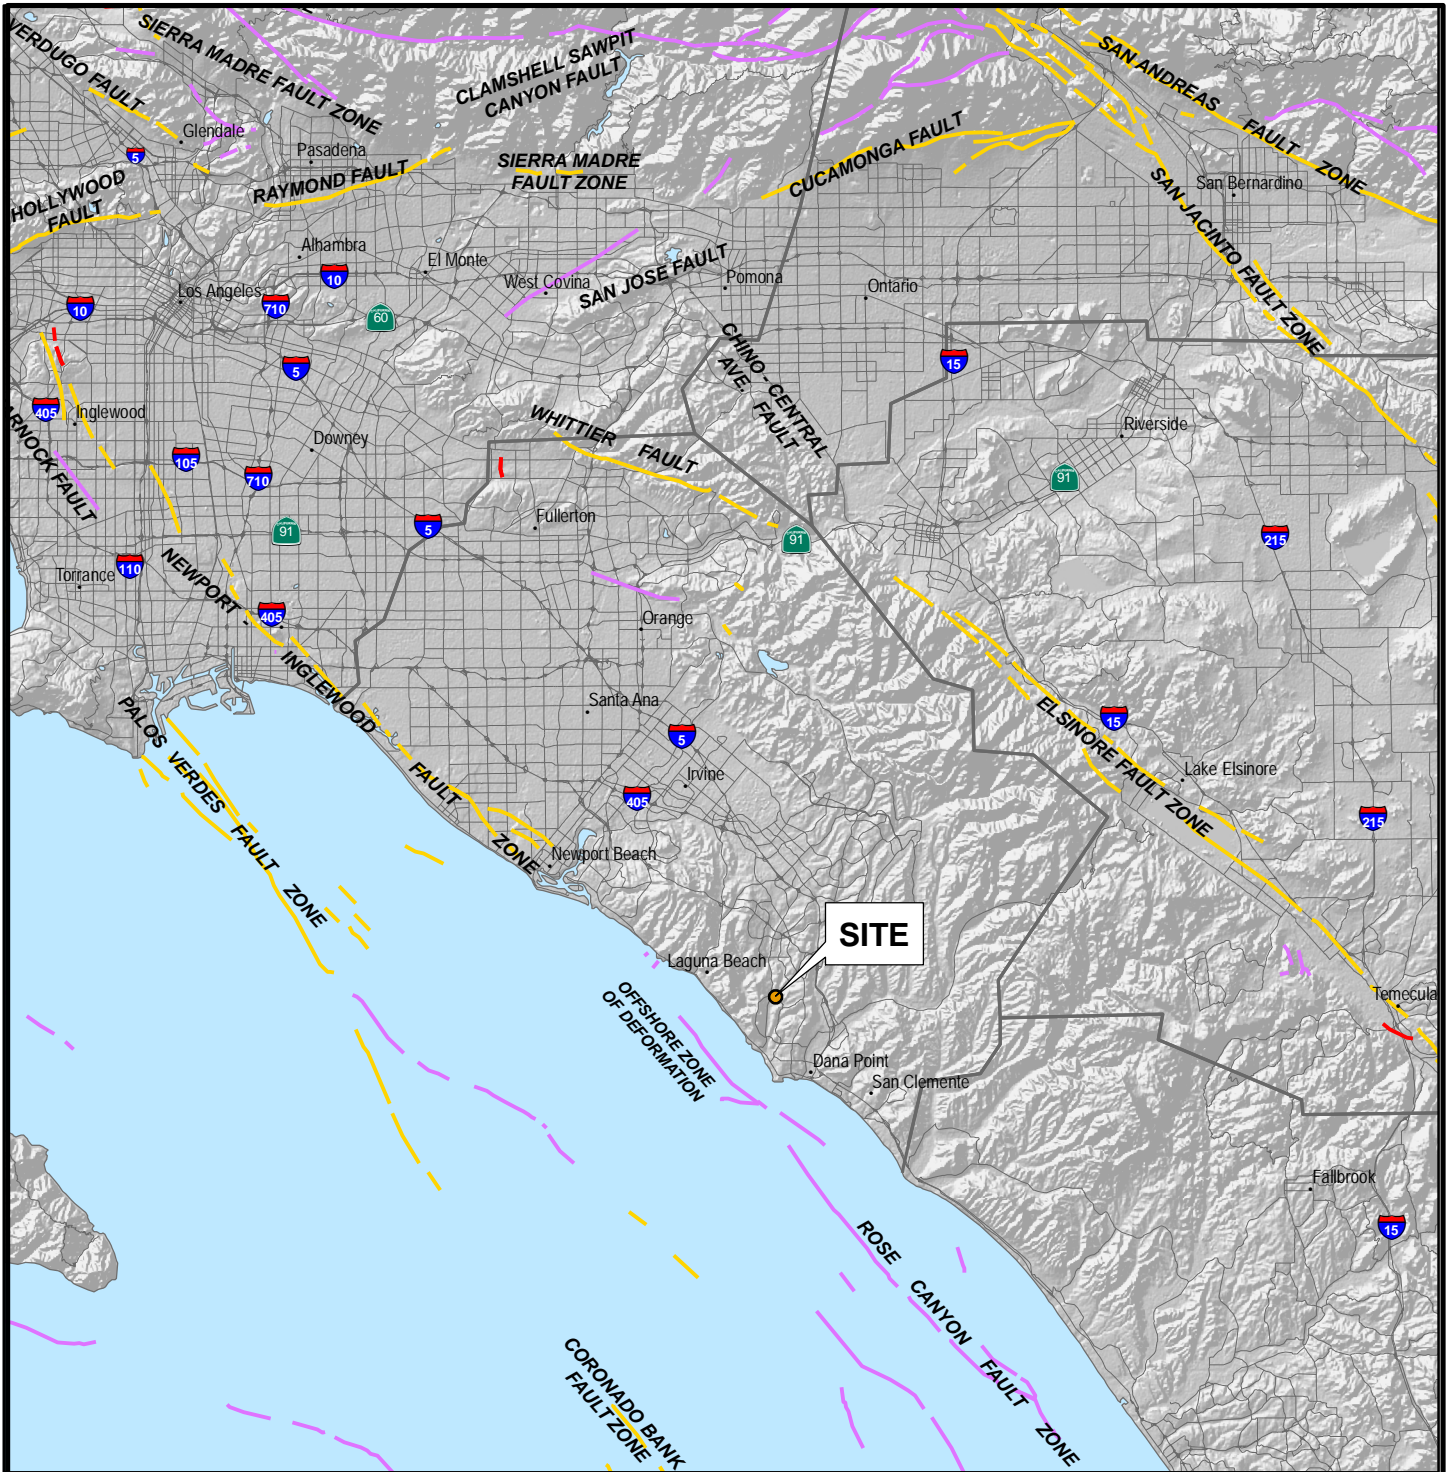 VERDUGO FAULT
SIERRA MADRE FAULT ZONE
CLAMSHELL SAWPIT
CANYON FAULT
SAN ANDREAS FAULT ZONE
Glendale
5
Pasadena
HOLLYWOOD
FAULT
RAYMOND FAULT
SIERRA MADRE
FAULT ZONE
CUCAMONGA FAULT
San Bernardino
SAN JACINTO FAULT ZONE
Alhambra
El Monte
10
Los Angeles
710
10
CALIFORNIA
60
West Covina
SAN JOSE FAULT
Pomona
Ontario
CHINO - CENTRAL
AVE. FAULT
5
15
405
Inglewood
ARNOCK FAULT
Downey
105
710
WHITTIER FAULT
Riverside
CALIFORNIA
91
CALIFORNIA
91
5
Fullerton
CALIFORNIA
91
215
Torrance
110
NEWPORT INGLEWOOD FAULT ZONE
405
Orange
Santa Ana
5
Irvine
405
PALOS VERDES FAULT ZONE
ELSINORE FAULT ZONE
15
Lake Elsinore
215
Newport Beach
SITE
Laguna Beach
OFFSHORE ZONE
OF DEFORMATION
Temecula
Dana Point
San Clemente
Fallbrook
15
ROSE CANYON FAULT ZONE
CORONADO BANK
FAULT ZONE